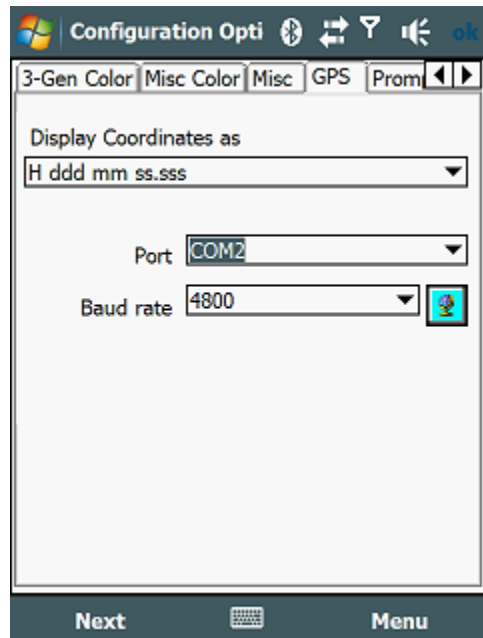 Configuration Opti ok
3-Gen Color Misc Color Misc GPS Prom
Display Coordinates as
H ddd mm ss.sss
Port COM2
Baud rate 4800
Next Menu